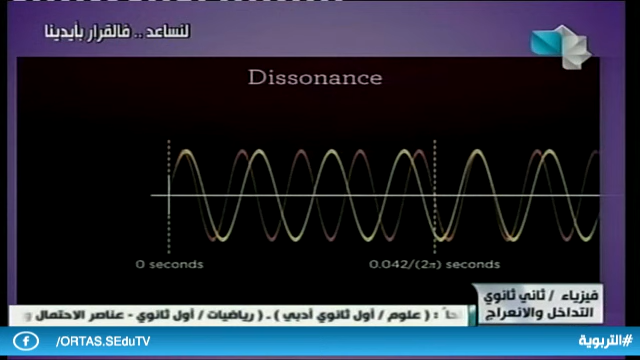 لنساعد .. فالقرار بأيدينا
Dissonance
0 seconds
0.042/(2π) seconds
فيزياء / ثاني ثانوي
التداخل والانعراج
: ( علوم / أول ثانوي أدبي ) ـ ( رياضيات / أول ثانوي - عناصر الاحتمال
/ORTAS.SEduTV
#التربوية